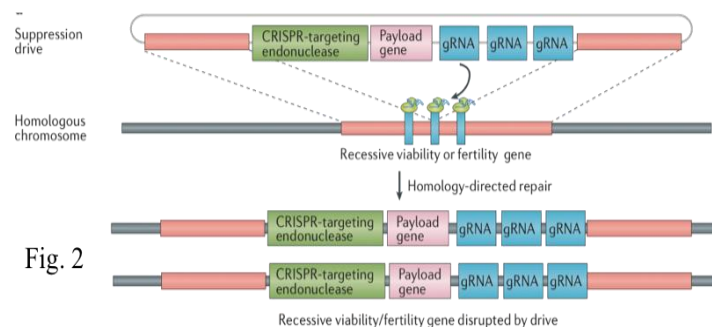 Suppression
drive
CRISPR-targeting
endonuclease
Payload
gene
gRNA
gRNA
gRNA
Homologous
chromosome
Recessive viability or fertility gene
Homology-directed repair
CRISPR-targeting
endonuclease
Payload
gene
gRNA
gRNA
gRNA
Fig. 2
CRISPR-targeting
endonuclease
Payload
gene
gRNA
gRNA
gRNA
Recessive viability/fertility gene disrupted by drive